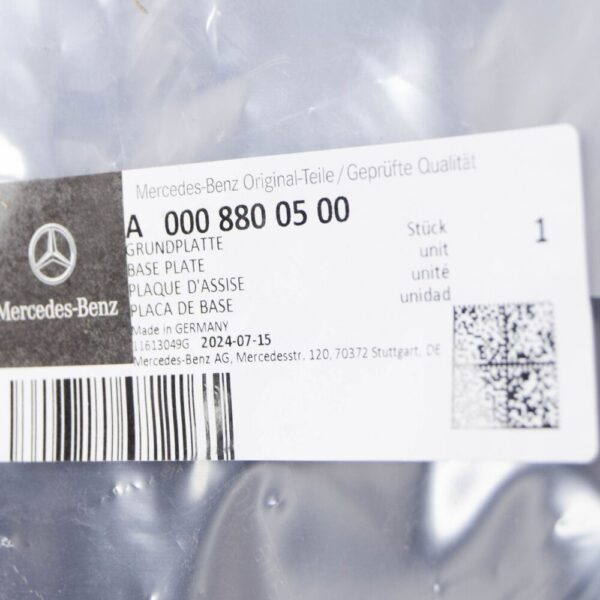 Mercedes-Benz Original-Teile/Geprüfte Qualität
A 000 880 05 00
GRUNDPLATTE
BASE PLATE
PLAQUE D'ASSISE
PLACA DE BASE
Stück
unit
unité
unidad
1
Made in GERMANY
11613049G 2024-07-15
Mercedes-Benz AG, Mercedesstr. 120, 70372 Stuttgart, DE
Mercedes-Benz